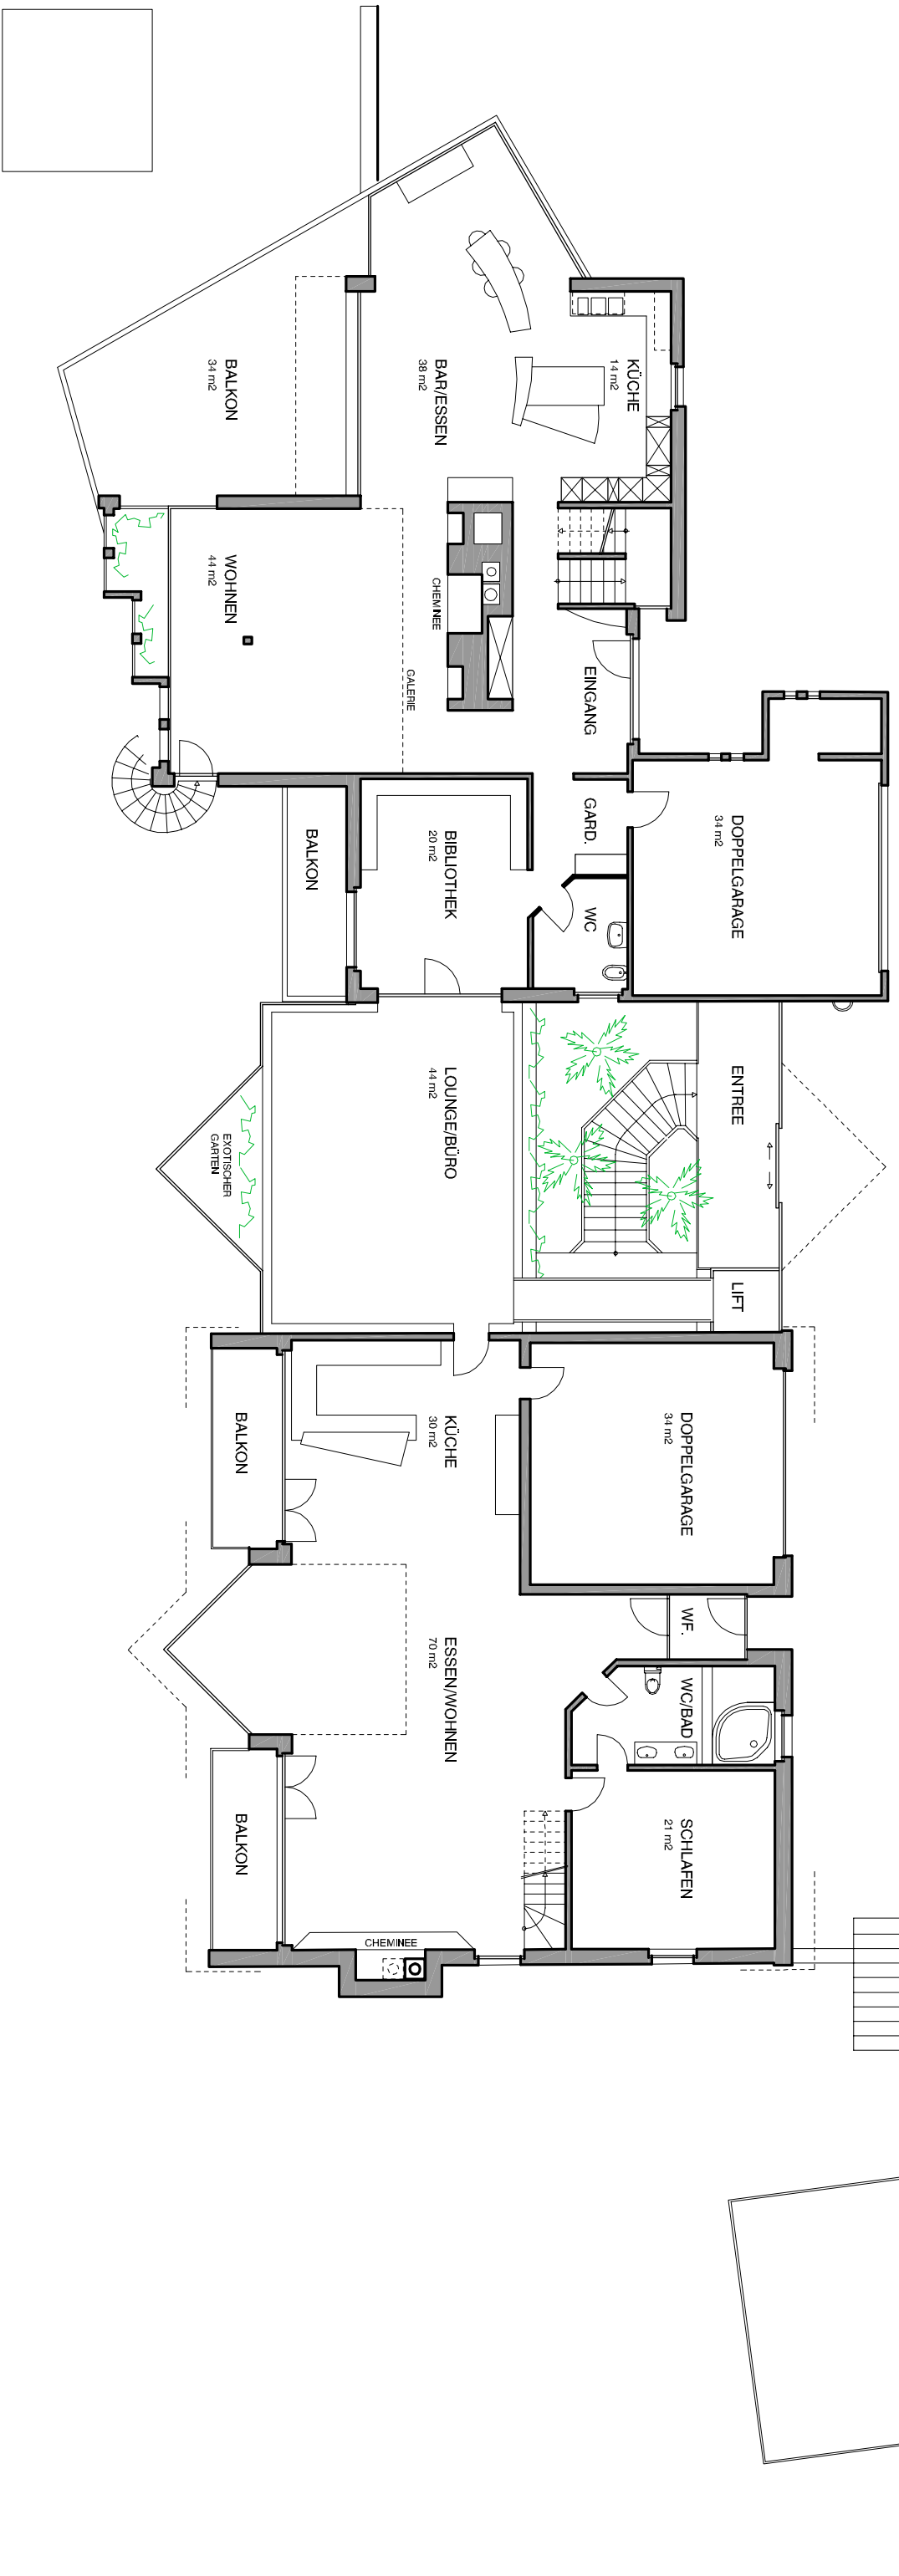 BALKON
34 m2
BAR/ESSEN
38 m2
KÜCHE
14 m2
WOHNEN
44 m2
CHEMINEE
GALERIE
EINGANG
GARD.
WC
DOPPELGARAGE
34 m2
BALKON
BIBLIOTHEK
20 m2
LOUNGE/BÜRO
44 m2
EXOTISCHER
GARTEN
ENTREE
LIFT
BALKON
KÜCHE
30 m2
DOPPELGARAGE
34 m2
WF.
ESSEN/WOHNEN
70 m2
WC/BAD
SCHLAFEN
21 m2
BALKON
CHEMINEE